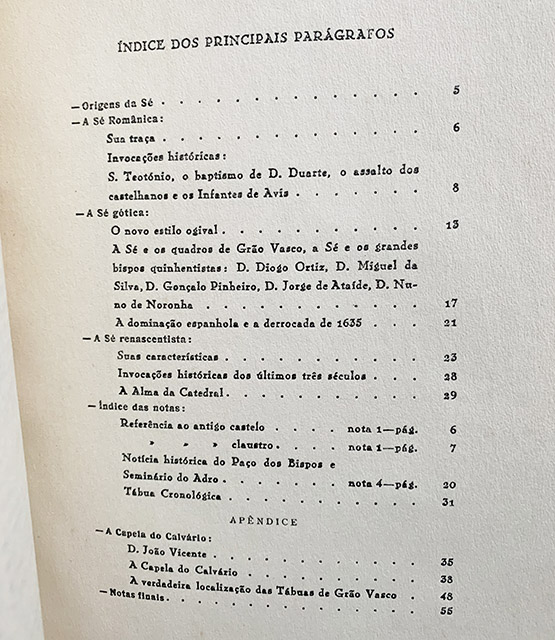 ÍNDICE DOS PRINCIPAIS PARÁGRAFOS
— Origens da Sé . . . . . . . . . . . . . . 5
— A Sé Românica:
Sua traça . . . . . . . . . . . . . 6
Invocações históricas:
S. Teotónio, o baptismo de D. Duarte, o assalto dos
castelhanos e os Infantes de Avis . . . . . . . 8
— A Sé gótica:
O novo estilo ogival . . . . . . . . . . 13
A Sé e os quadros de Grão Vasco, a Sé e os grandes
bispos quinhentistas: D. Diogo Ortiz, D. Miguel da
Silva, D. Gonçalo Pinheiro, D. Jorge de Ataíde, D. Nu-
no de Noronha . . . . . . . . . . . 17
A dominação espanhola e a derrocada de 1635 . . . . 21
— A Sé renascentista:
Suas características . . . . . . . . . . 23
Invocações históricas dos últimos três séculos . . . 28
A Alma da Catedral . . . . . . . . . . 29
— Índice das notas:
Referência ao antigo castelo . . . . nota 1—pág. 6
» » » claustro . . . . nota 1—pág. 7
Notícia histórica do Paço dos Bispos e
Seminário do Adro . . . . . . . nota 4—pág. 20
Tábua Cronológica . . . . . . . . . . 31
APÊNDICE
— A Capela do Calvário:
D. João Vicente . . . . . . . . . . . 35
A Capela do Calvário . . . . . . . . . 38
A verdadeira localização das Tábuas de Grão Vasco . 48
— Notas finais . . . . . . . . . . . . . 55